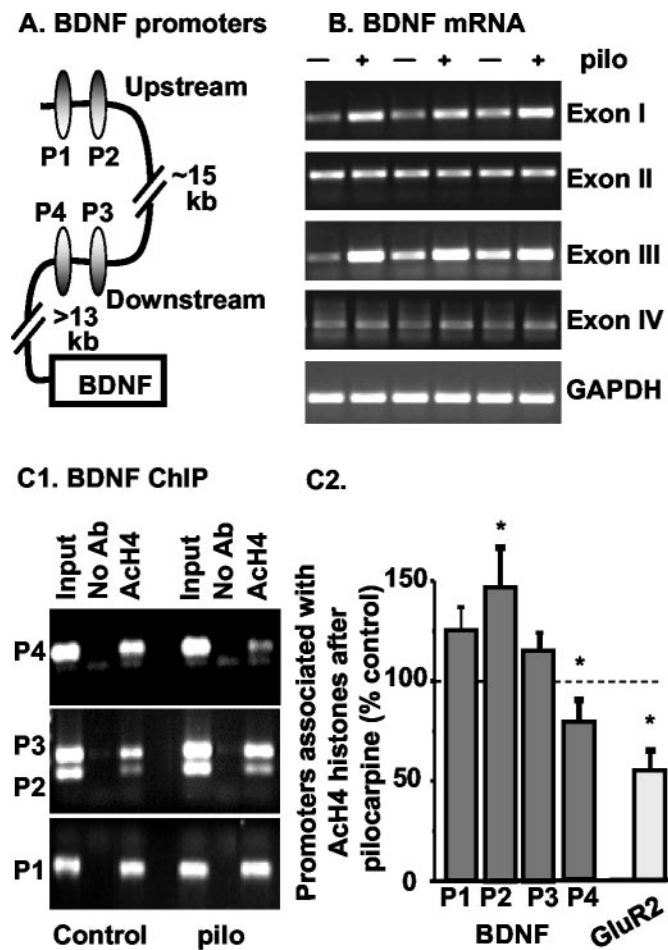 A. BDNF promoters
Upstream
P1 P2
~15
kb
P4 P3
Downstream
>13
kb
BDNF
B. BDNF mRNA
— + — + — + pilo
Exon I
Exon II
Exon III
Exon IV
GAPDH
C1. BDNF ChIP
Input No Ab AcH4 Input No Ab AcH4
P4
P3
P2
P1
Control pilo
C2.
Promoters associated with
AcH4 histones after
pilocarpine (% control)
150
100
50
0
*
*
*
P1 P2 P3 P4
BDNF
GluR2